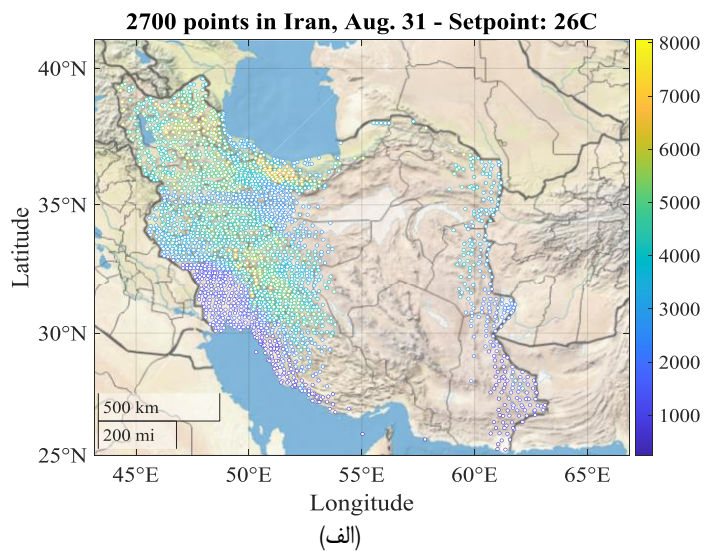 2700 points in Iran, Aug. 31 - Setpoint: 26C
40°N
35°N
30°N
25°N
Latitude
45°E
50°E
55°E
60°E
65°E
Longitude
500 km
200 mi
8000
7000
6000
5000
4000
3000
2000
1000
(الف)